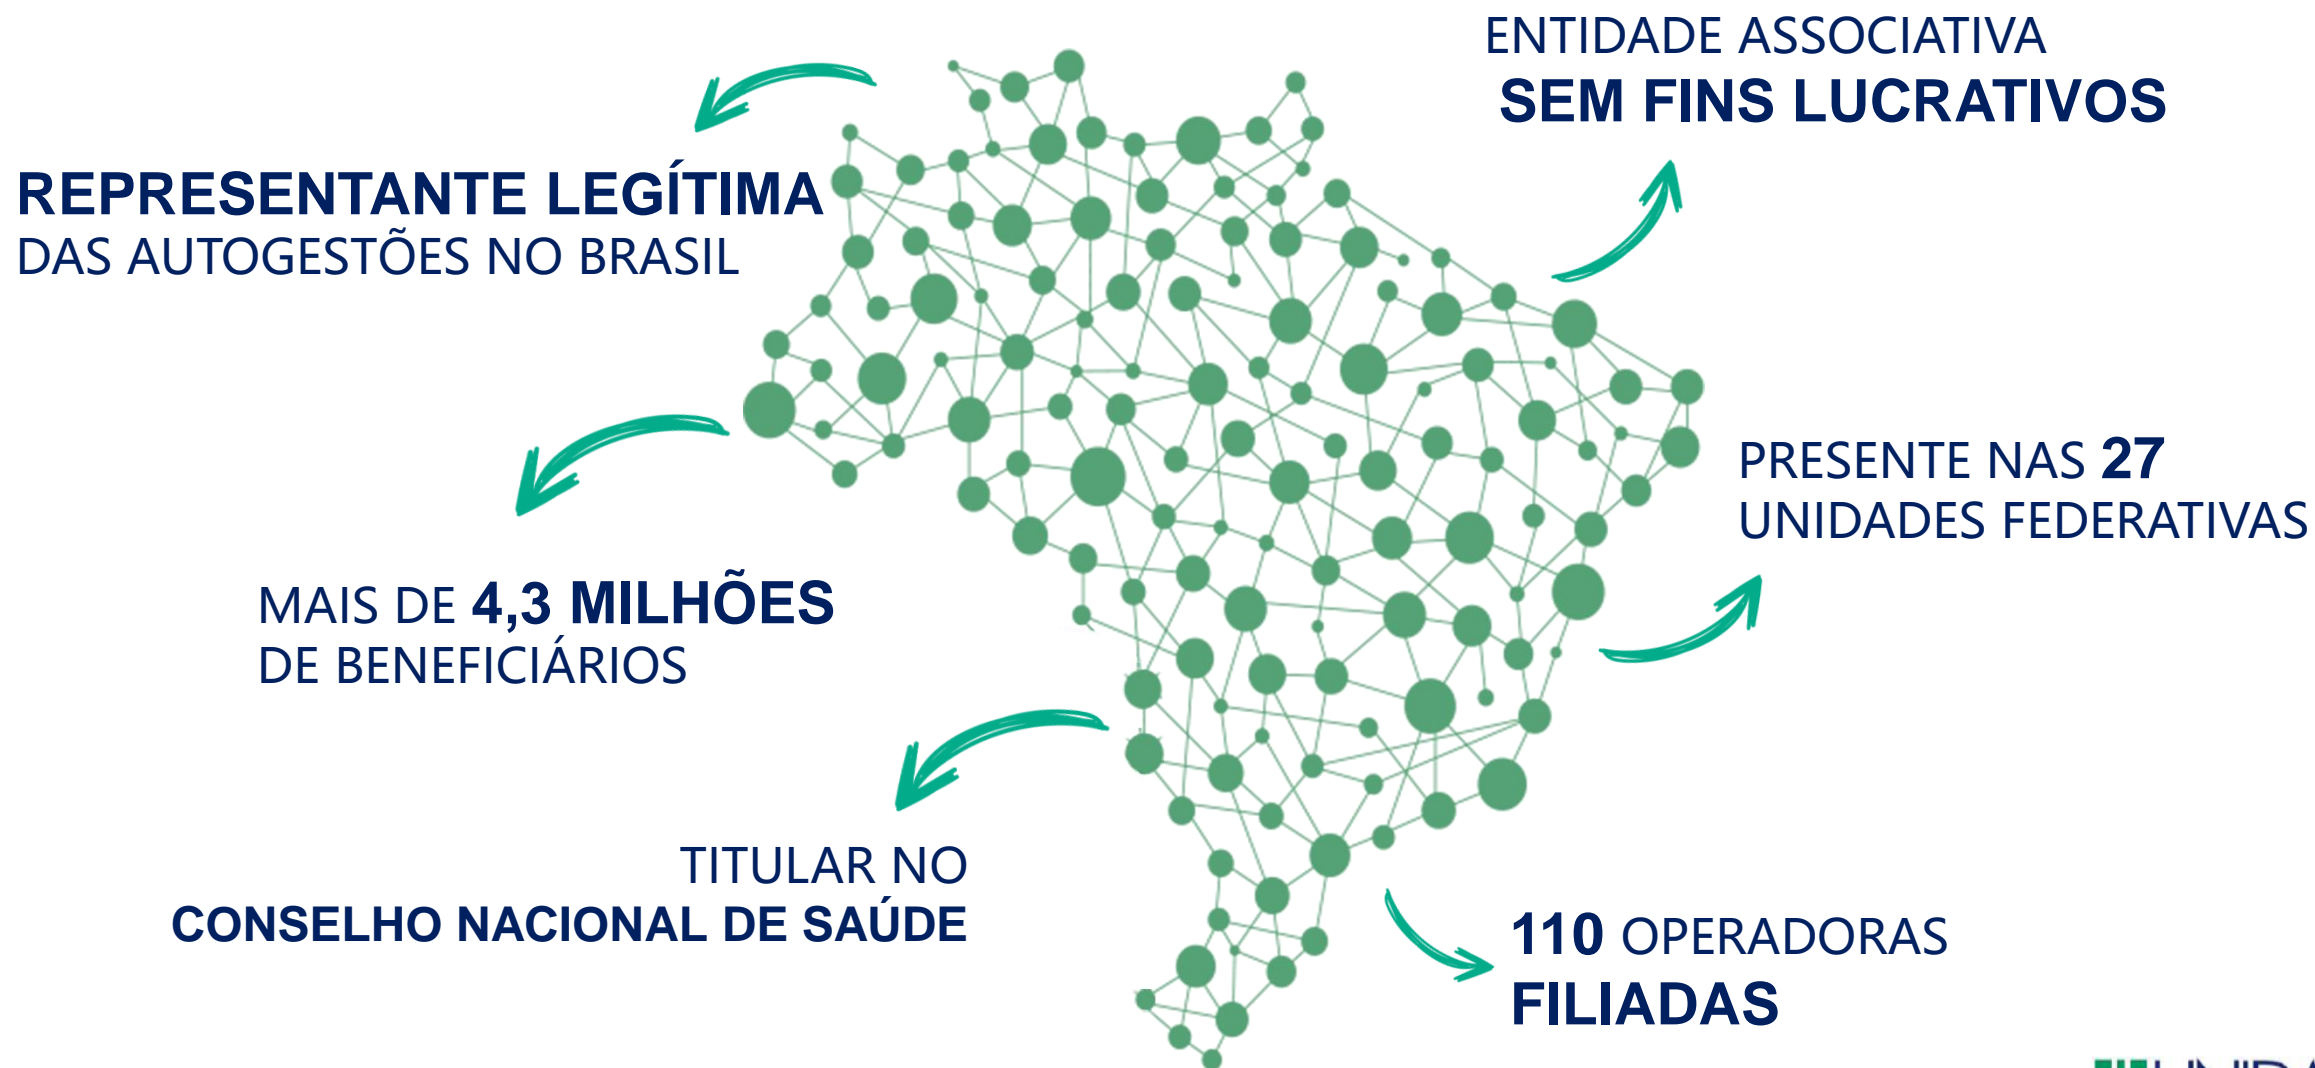 ENTIDADE ASSOCIATIVA
SEM FINS LUCRATIVOS
REPRESENTANTE LEGÍTIMA
DAS AUTOGESTÕES NO BRASIL
PRESENTE NAS 27
UNIDADES FEDERATIVAS
MAIS DE 4,3 MILHÕES
DE BENEFICIÁRIOS
TITULAR NO
CONSELHO NACIONAL DE SAÚDE
110 OPERADORAS
FILIADAS